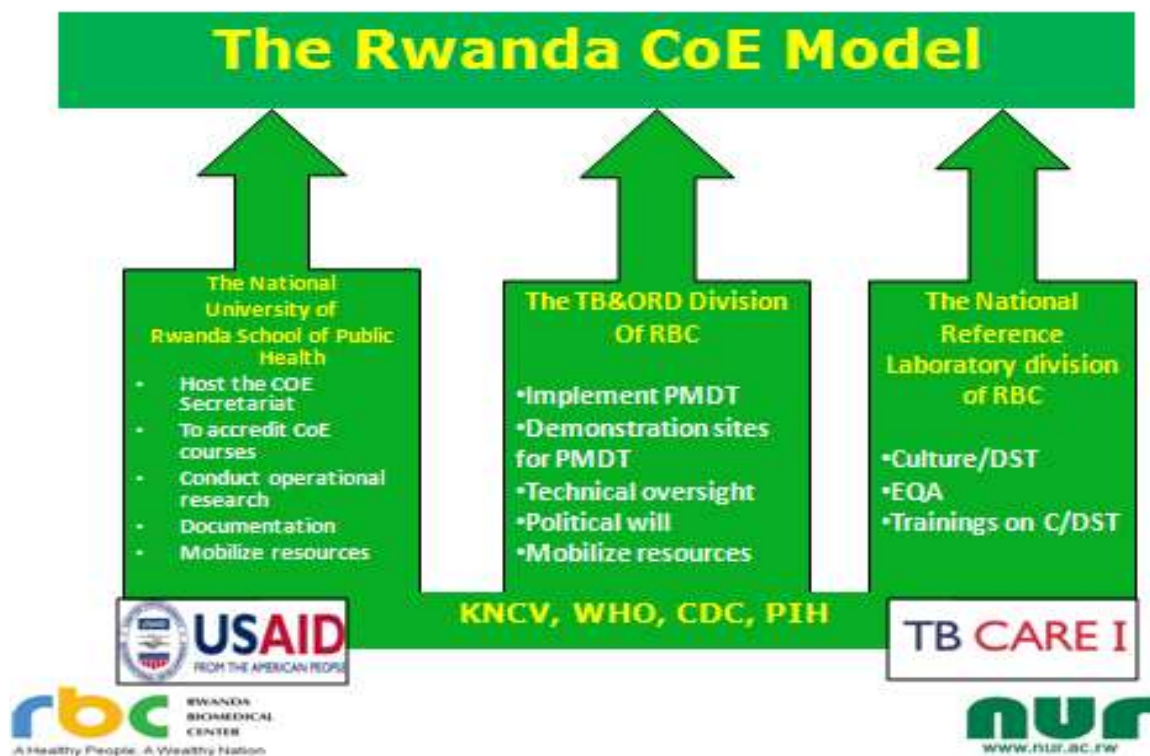 The Rwanda CoE Model
The National
University of
Rwanda School of Public
Health
• Host the COE
Secretariat
• To accredit CoE
courses
• Conduct operational
research
• Documentation
• Mobilize resources
The TB&ORD Division
Of RBC
•Implement PMDT
•Demonstration sites
for PMDT
•Technical oversight
•Political will
•Mobilize resources
The National
Reference
Laboratory division
of RBC
•Culture/DST
•EQA
•Trainings on C/DST
KNCV, WHO, CDC, PIH
USAID
FROM THE AMERICAN PEOPLE
TB CARE I
rbc
RWANDA
BIOMEDICAL
CENTER
A Healthy People. A Wealthy Nation
nur
www.nur.ac.rw